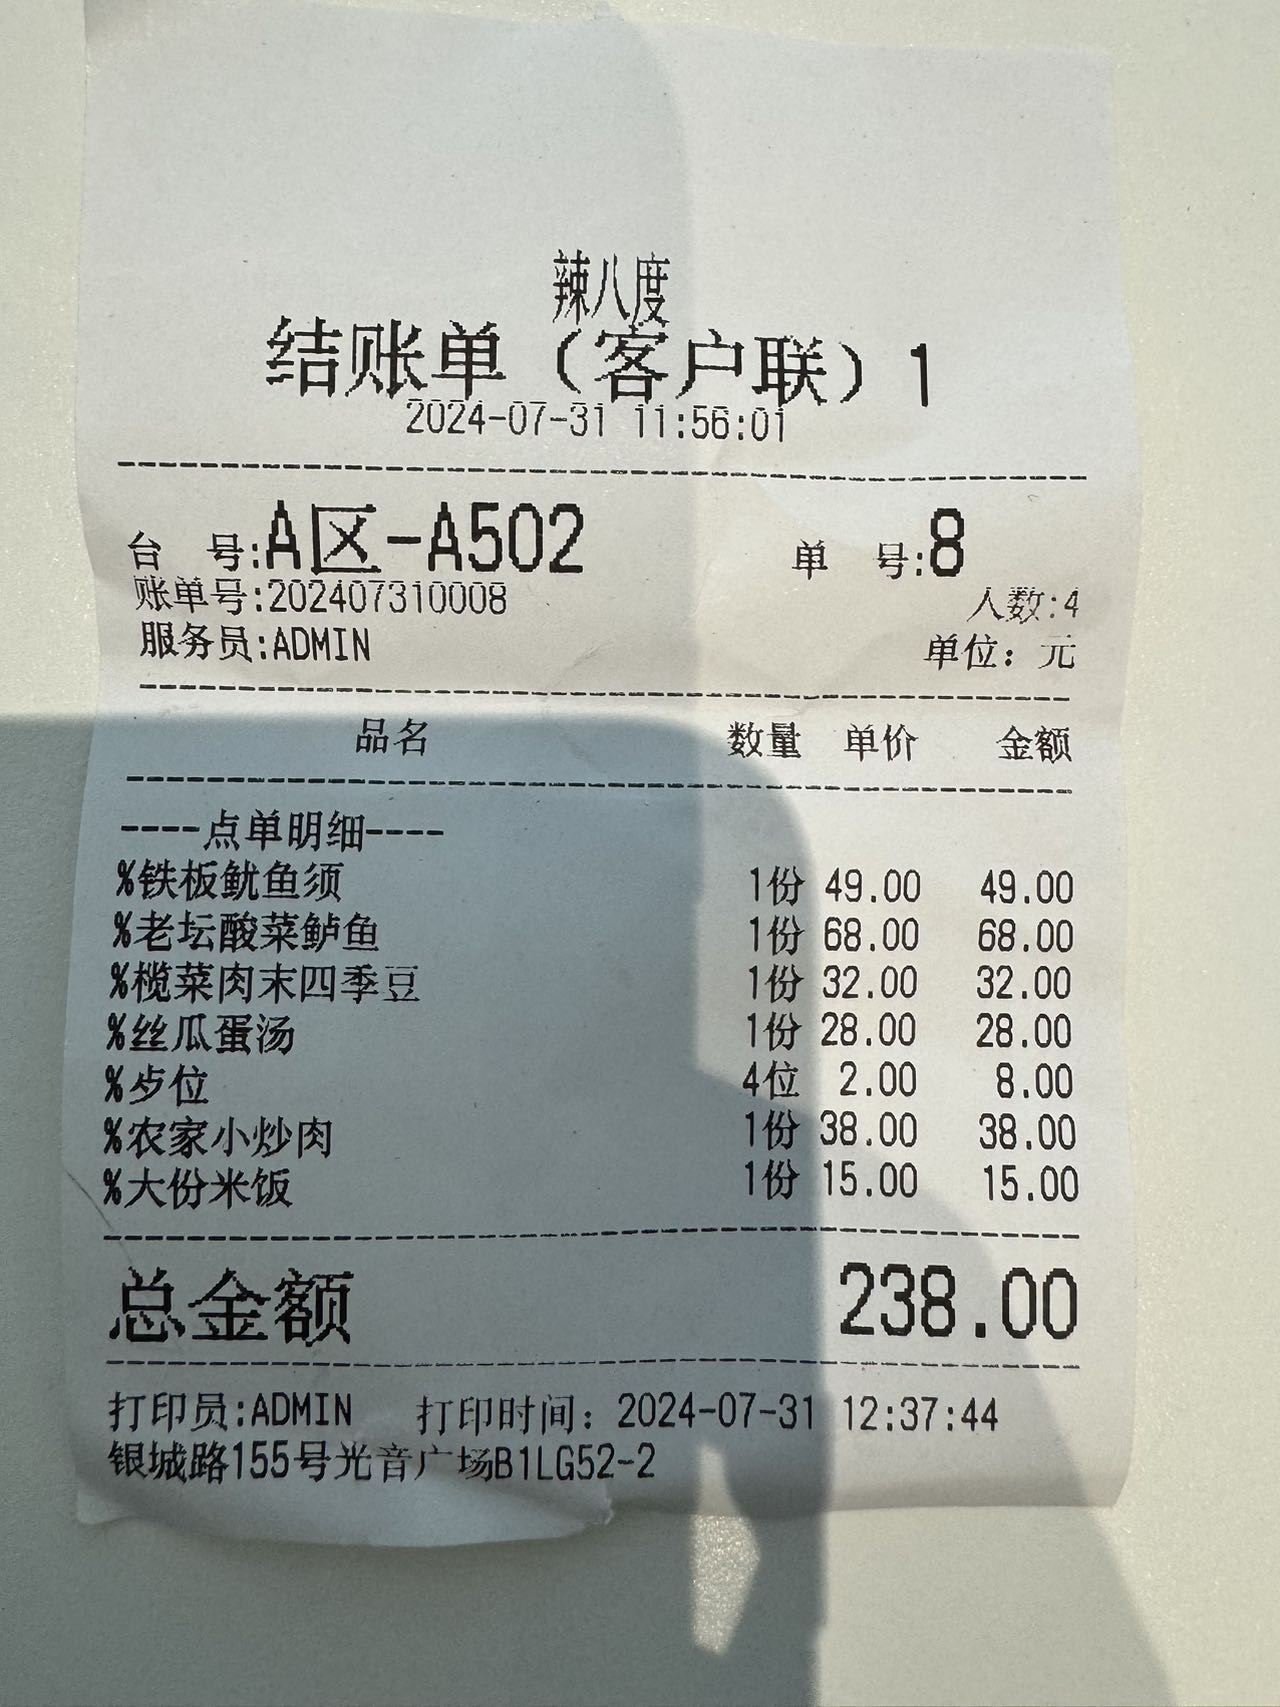 辣八度
结账单（客户联）1
2024-07-31 11:56:01
台 号:A区-A502 单 号:8
账单号:202407310008 人数:4
服务员:ADMIN 单位：元
品名 数量 单价 金额
----点单明细----
%铁板鱿鱼须 1份 49.00 49.00
%老坛酸菜鲈鱼 1份 68.00 68.00
%榄菜肉末四季豆 1份 32.00 32.00
%丝瓜蛋汤 1份 28.00 28.00
%歺位 4位 2.00 8.00
%农家小炒肉 1份 38.00 38.00
%大份米饭 1份 15.00 15.00
总金额 238.00
打印员:ADMIN 打印时间：2024-07-31 12:37:44
银城路155号光音广场B1LG52-2